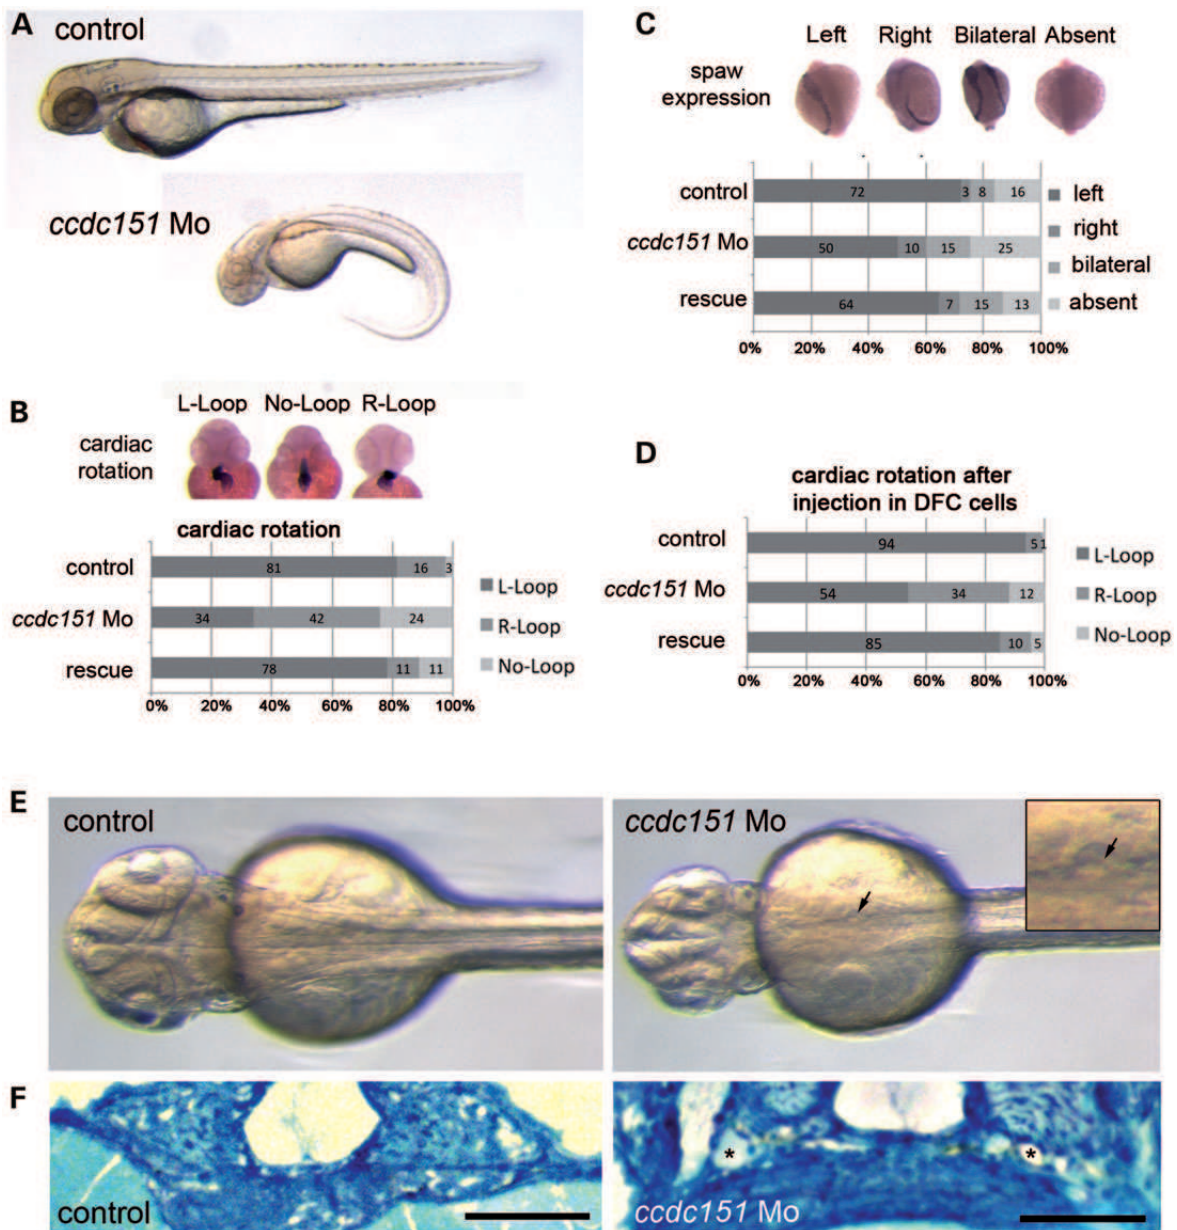 A
control
ccdc151 Mo
B
L-Loop No-Loop R-Loop
cardiac
rotation
cardiac rotation
control 81 16 3
ccdc151 Mo 34 42 24
rescue 78 11 11
0% 20% 40% 60% 80% 100%
L-Loop
R-Loop
No-Loop
C
Left Right Bilateral Absent
spaw
expression
control 72 3 8 16
ccdc151 Mo 50 10 15 25
rescue 64 7 15 13
0% 20% 40% 60% 80% 100%
left
right
bilateral
absent
D
cardiac rotation after
injection in DFC cells
control 94 5 1
ccdc151 Mo 54 34 12
rescue 85 10 5
0% 20% 40% 60% 80% 100%
L-Loop
R-Loop
No-Loop
E
control
ccdc151 Mo
F
control
* *
ccdc151 Mo